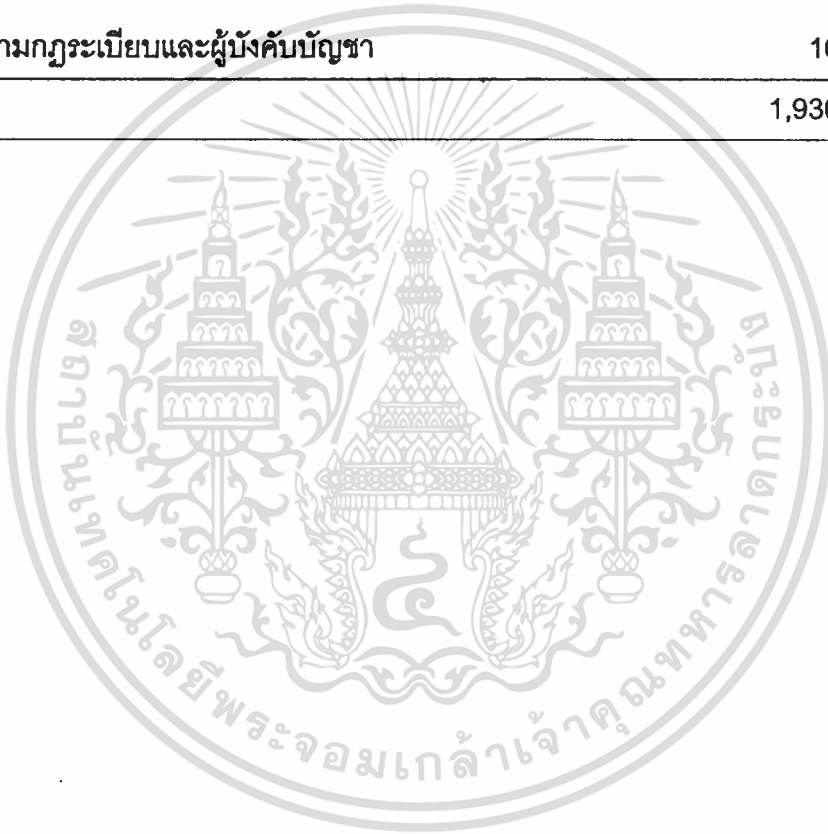 ามกฎระเบียบและผู้บังคับบัญชา 10
1,930
สถาบันเทคโนโลยีพระจอมเกล้าเจ้าคุณทหารลาดกระบัง